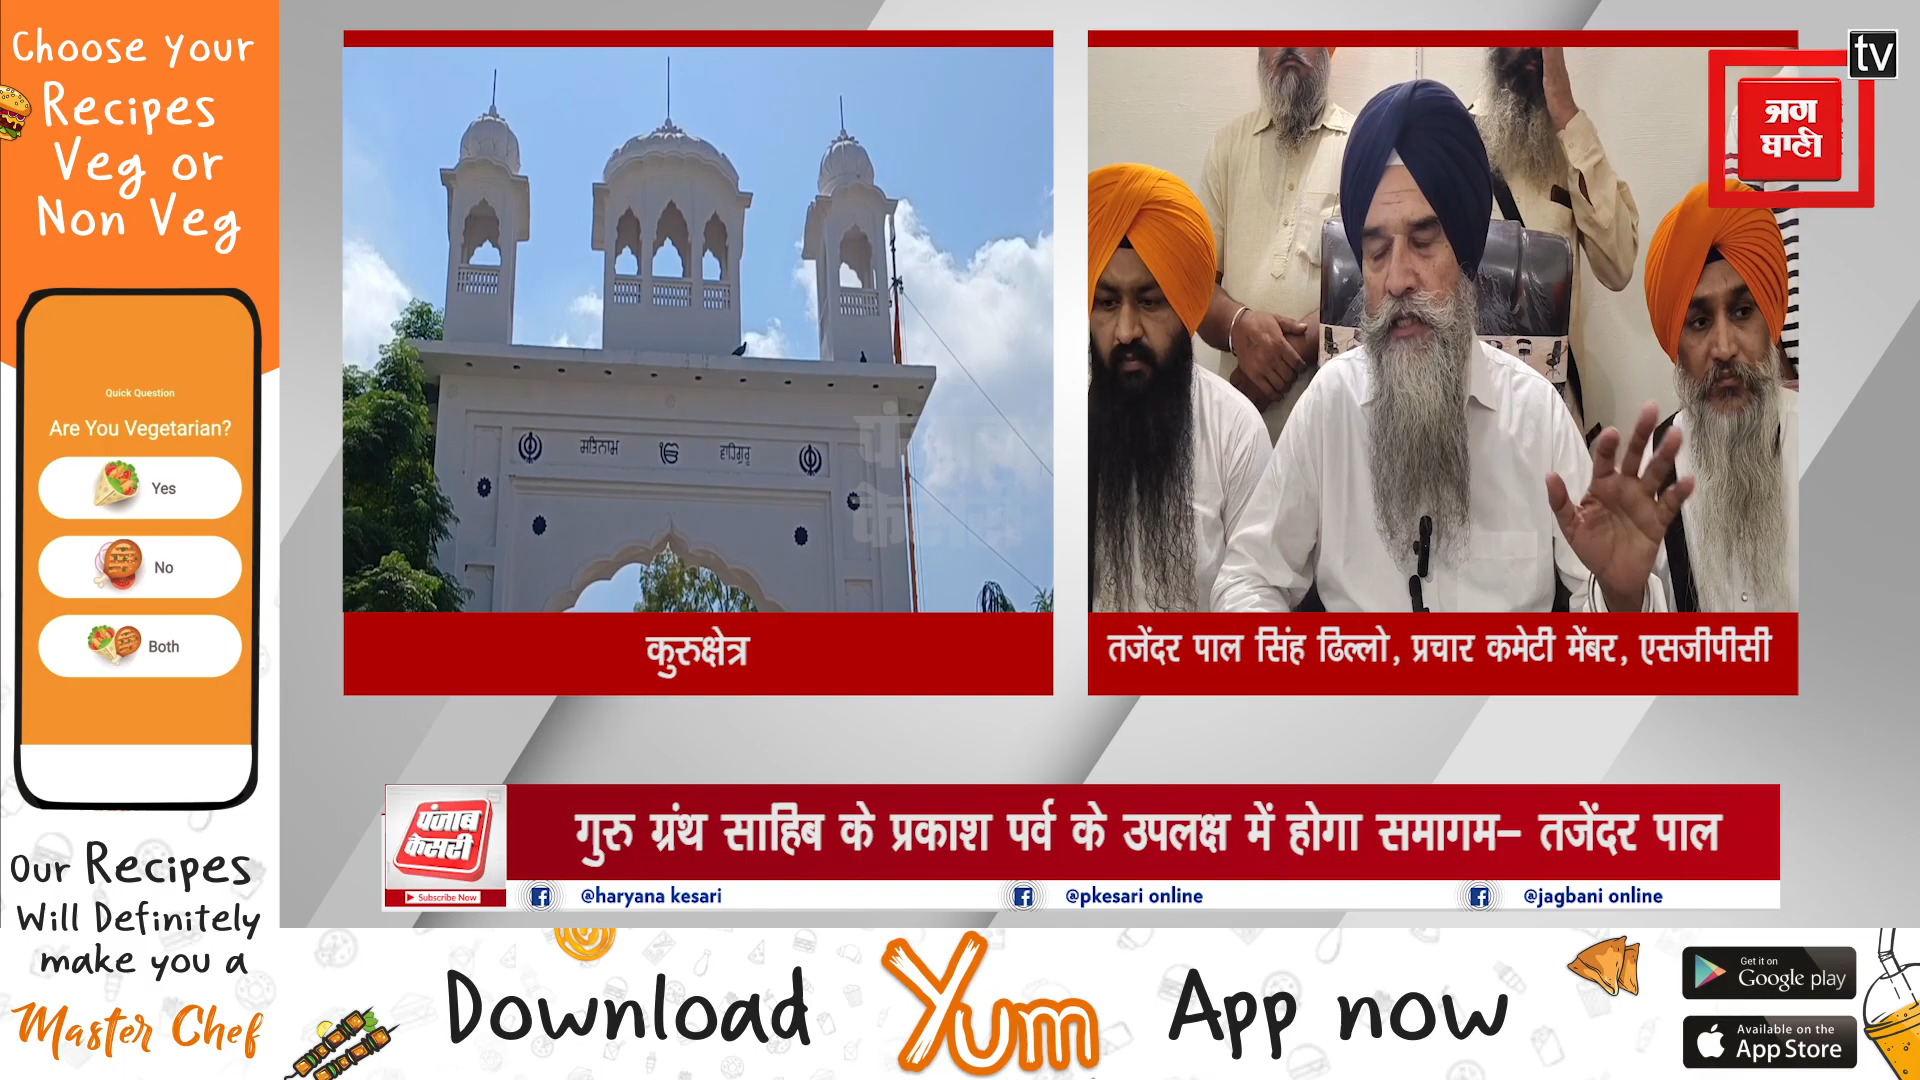 Choose your
Recipes
Veg or
Non Veg
Quick Question
Are You Vegetarian?
Yes
No
Both
Our Recipes
Will Definitely
make you a
Master Chef
ਸਤਿਨਾਮ ੴ ਵਾਹਿਗੁਰੂ
कुरुक्षेत्र
tv
ਜਗ
ਬਾਣੀ
तजेंदर पाल सिंह ढिल्लो, प्रचार कमेटी मेंबर, एसजीपीसी
पंजाब
केसरी
Subscribe Now
गुरु ग्रंथ साहिब के प्रकाश पर्व के उपलक्ष में होगा समागम– तजेंदर पाल
@haryana kesari
@pkesari online
@jagbani online
Download Yum App now
Get it on
Google play
Available on the
App Store